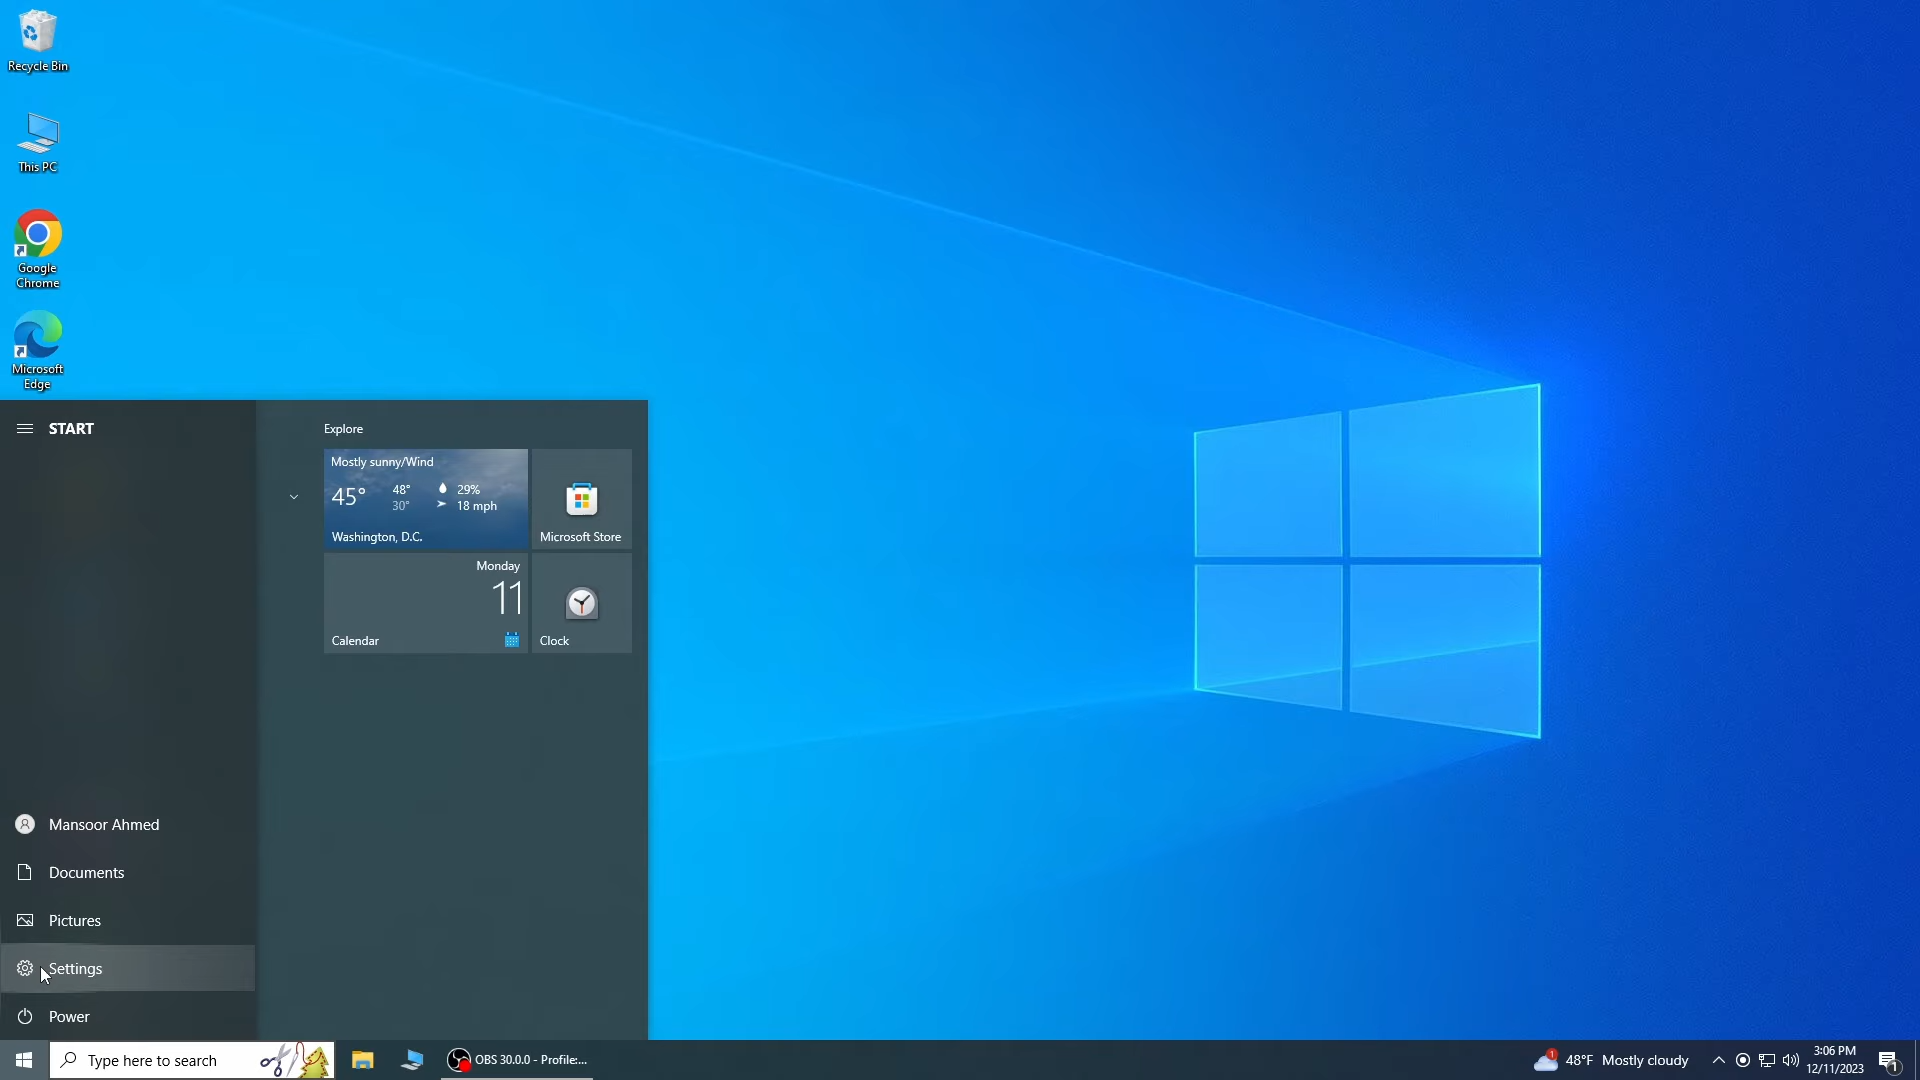 Recycle Bin
This PC
Google
Chrome
Microsoft
Edge
START
Explore
Mostly sunny/Wind
45° 48° 29%
30° 18 mph
Washington, D.C.
Microsoft Store
Monday
11
Calendar
Clock
Mansoor Ahmed
Documents
Pictures
Settings
Power
Type here to search
OBS 30.0.0 - Profile:...
1
48°F Mostly cloudy
3:06 PM
12/11/2023
1